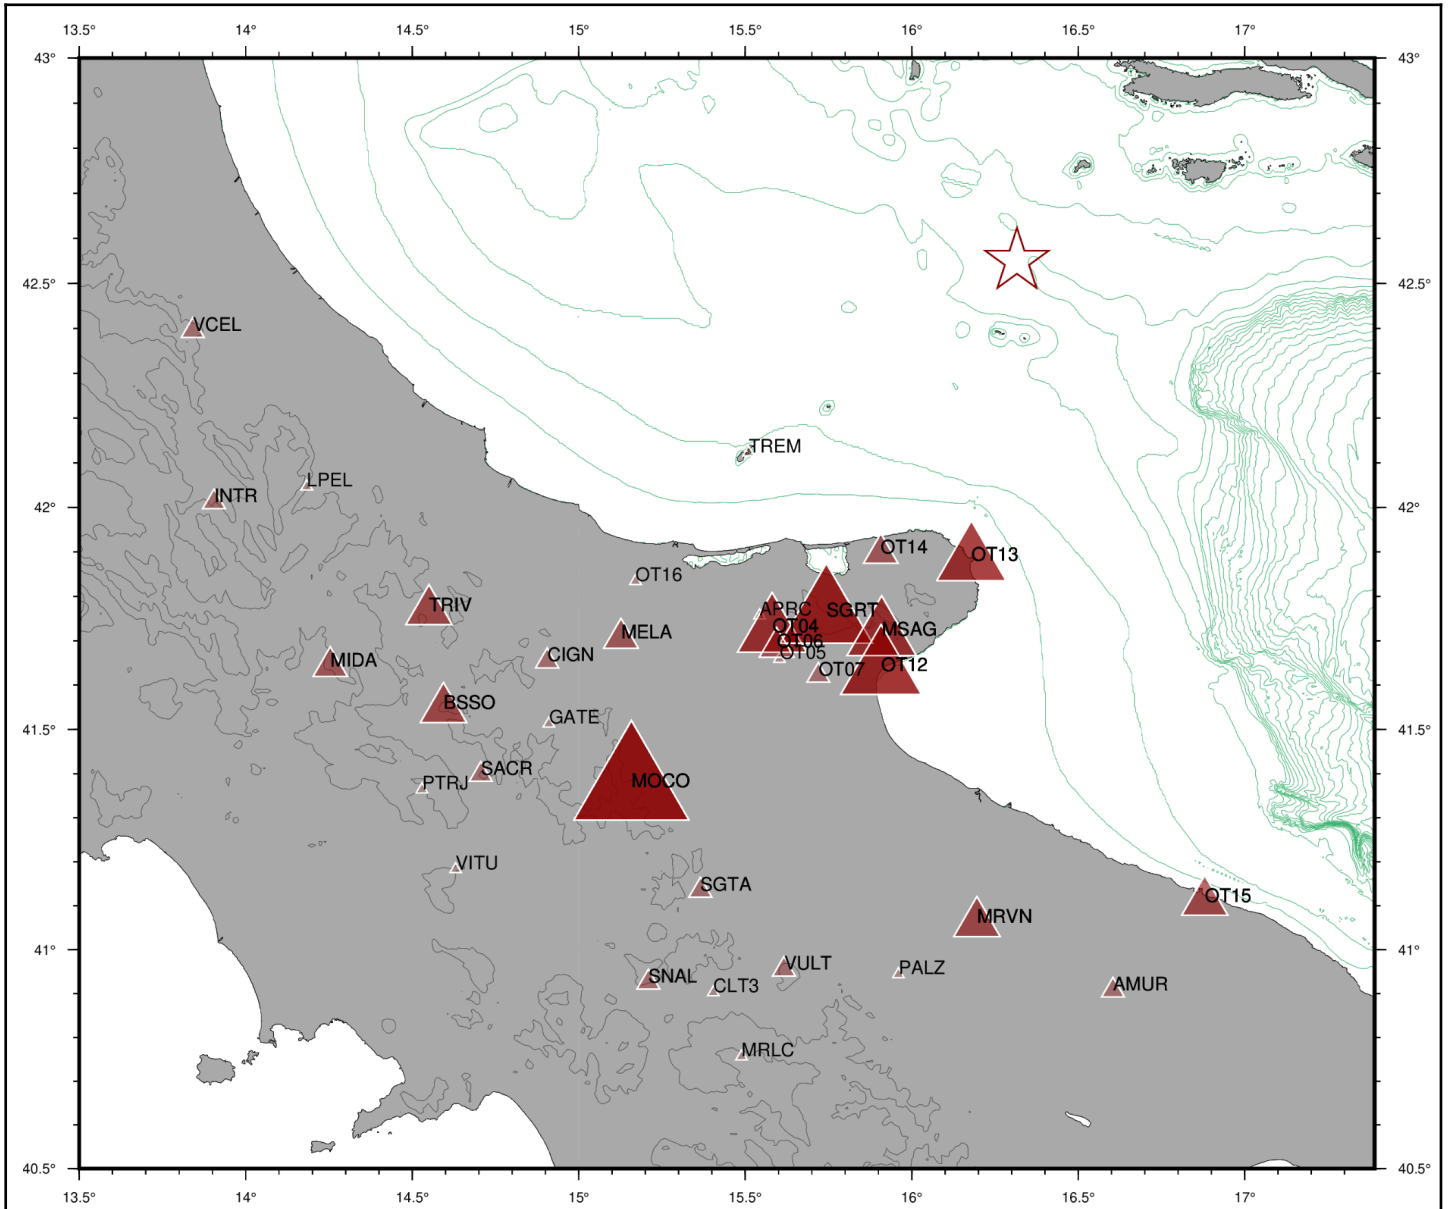 13.5° 14° 14.5° 15° 15.5° 16° 16.5° 17°
43° 43°
42.5° 42.5°
VCEL
TREM
LPEL
INTR
42° 42°
OT14
OT13
OT16
TRIV
APRC
SGRT
OT04
MELA
MSAG
OT06
OT05
CIGN
MIDA
OT12
OT07
BSSO
GATE
41.5° 41.5°
SACR
PTRJ
MOCO
VITU
SGTA
OT15
MRVN
41° 41°
VULT
PALZ
SNAL
CLT3
AMUR
MRLC
40.5° 40.5°
13.5° 14° 14.5° 15° 15.5° 16° 16.5° 17°